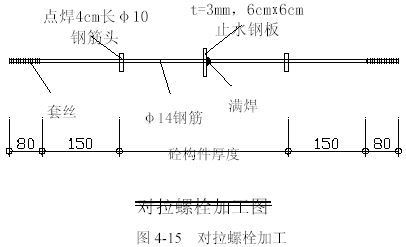 点焊4cm长φ10
钢筋头
t=3mm，6cmx6cm
止水钢板
套丝
φ14钢筋
满焊
80
150
砼构件厚度
150
80
对拉螺栓加工图
图 4-15 对拉螺栓加工